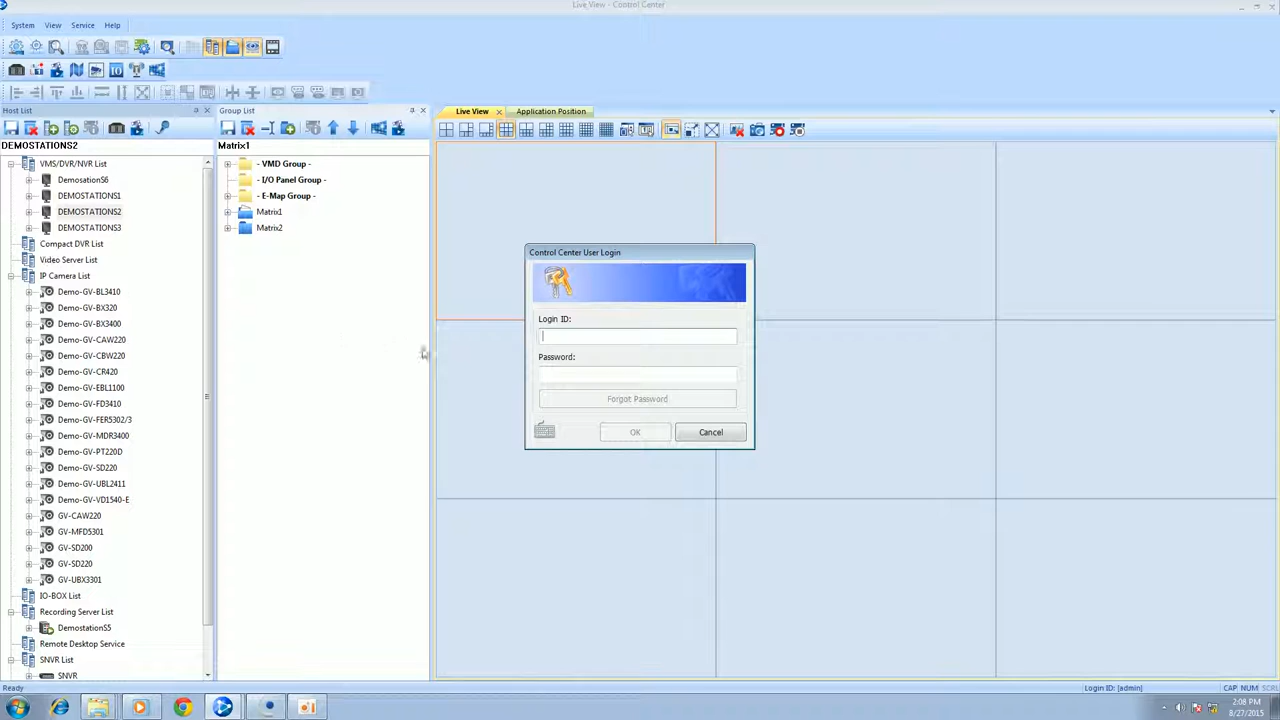 Live View - Control Center
System View Service Help
Host List
Group List
Live View
Application Position
DEMOSTATIONS2
Matrix1
VMS/DVR/NVR List
DemosationS6
DEMOSTATIONS1
DEMOSTATIONS2
DEMOSTATIONS3
Compact DVR List
Video Server List
IP Camera List
Demo-GV-BL3410
Demo-GV-BX320
Demo-GV-BX3400
Demo-GV-CAW220
Demo-GV-CBW220
Demo-GV-CR420
Demo-GV-EBL1100
Demo-GV-FD3410
Demo-GV-FER5302/3
Demo-GV-MDR3400
Demo-GV-PT220D
Demo-GV-SD220
Demo-GV-UBL2411
Demo-GV-VD1540-E
GV-CAW220
GV-MFD5301
GV-SD200
GV-SD220
GV-UBX3301
IO-BOX List
Recording Server List
DemostationS5
Remote Desktop Service
SNVR List
SNVR
- VMD Group -
- I/O Panel Group -
- E-Map Group -
Matrix1
Matrix2
Control Center User Login
Login ID:
Password:
Forgot Password
OK
Cancel
Ready
Login ID: [admin]
CAP NUM SCRL
2:08 PM
8/27/2015